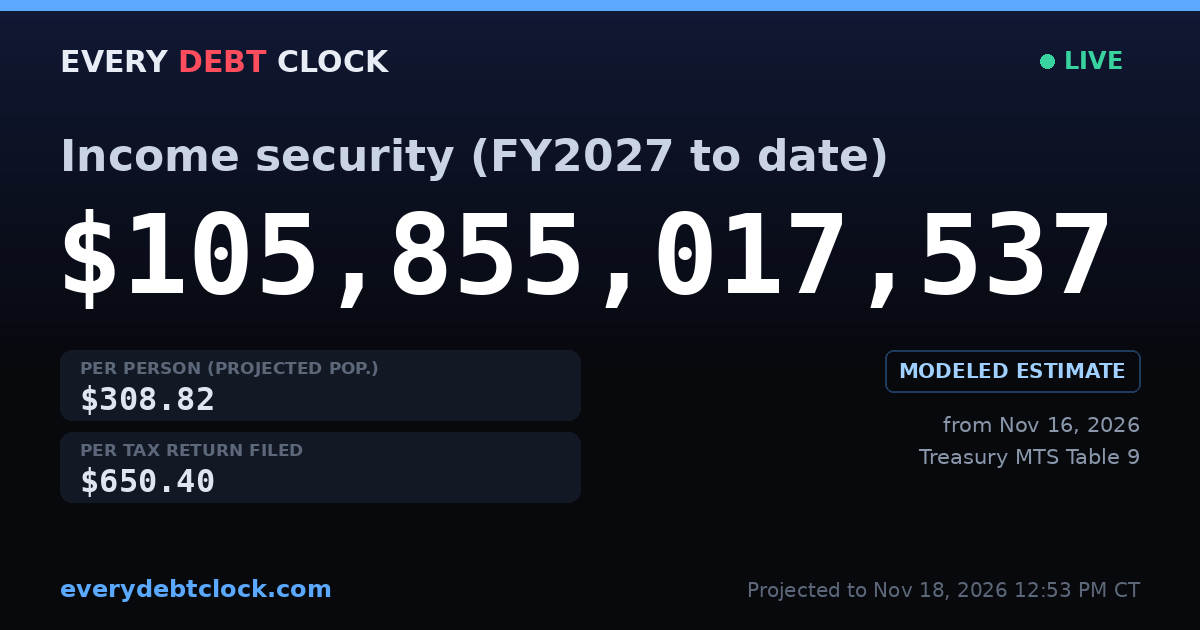 EVERY DEBT CLOCK
LIVE
Income security (FY2027 to date)
$105,855,017,537
PER PERSON (PROJECTED POP.)
$308.82
PER TAX RETURN FILED
$650.40
MODELED ESTIMATE
from Nov 16, 2026
Treasury MTS Table 9
everydebtclock.com
Projected to Nov 18, 2026 12:53 PM CT